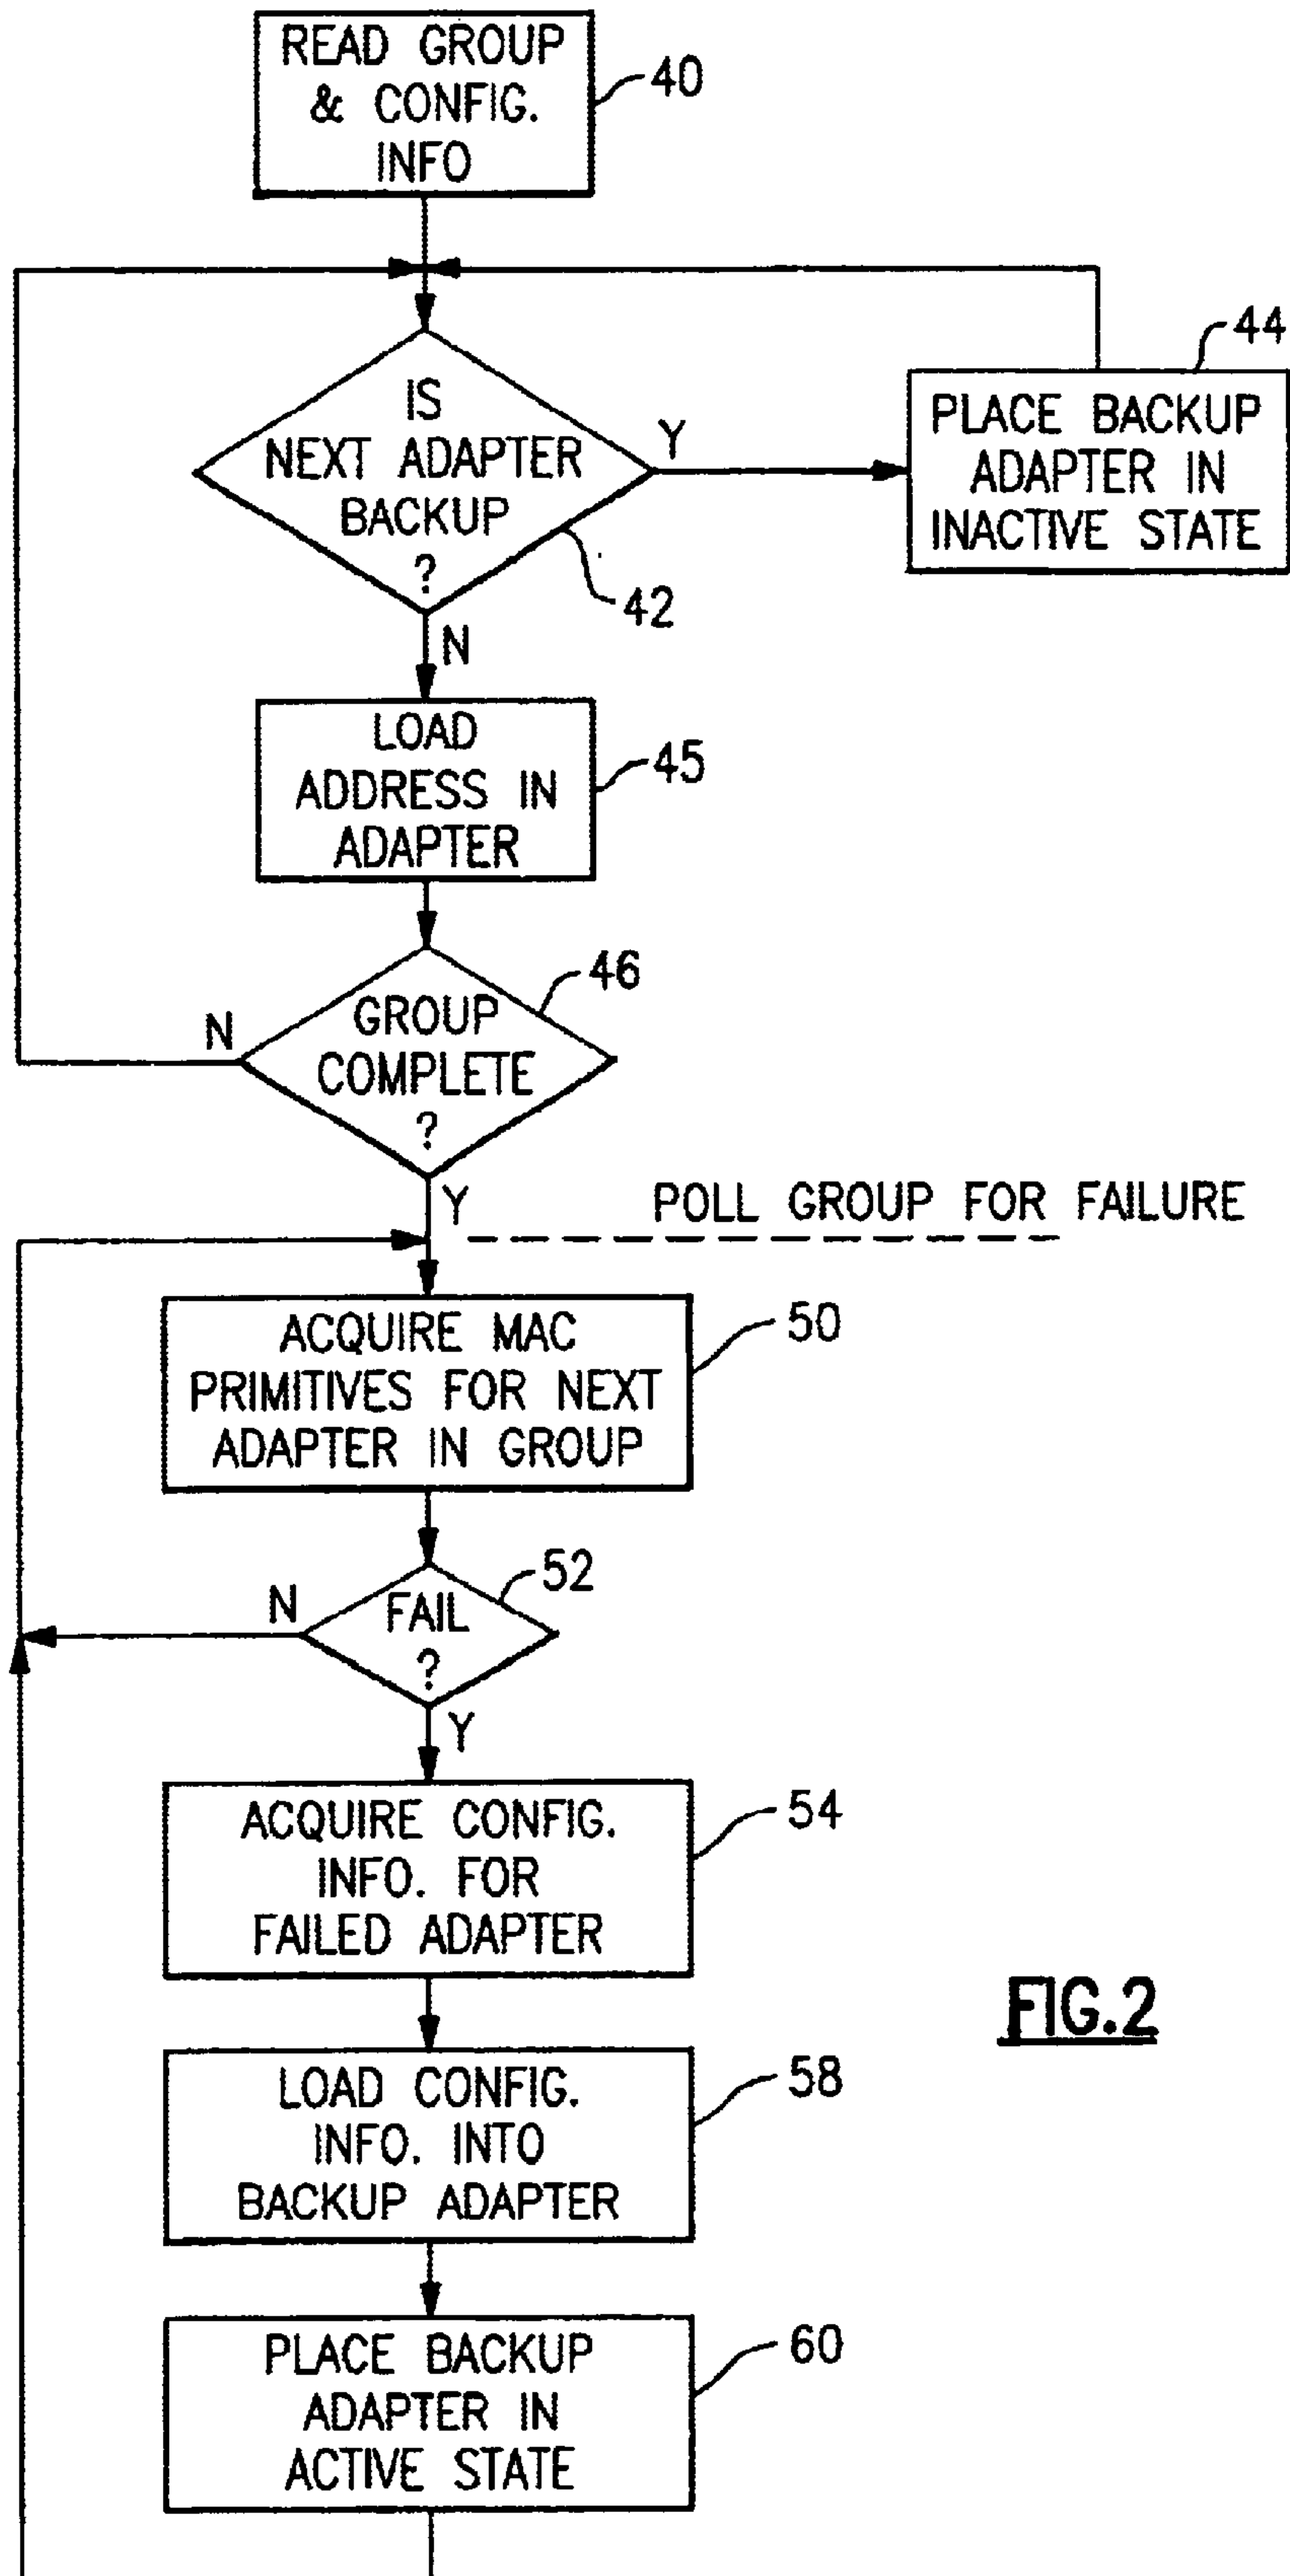 READ GROUP
& CONFIG.
INFO
40
IS
NEXT ADAPTER
BACKUP
?
42
Y
44
PLACE BACKUP
ADAPTER IN
INACTIVE STATE
N
LOAD
ADDRESS IN
ADAPTER
45
46
GROUP
COMPLETE
?
N
Y
POLL GROUP FOR FAILURE
ACQUIRE MAC
PRIMITIVES FOR NEXT
ADAPTER IN GROUP
50
52
FAIL
?
N
Y
ACQUIRE CONFIG.
INFO. FOR
FAILED ADAPTER
54
FIG.2
LOAD CONFIG.
INFO. INTO
BACKUP ADAPTER
58
PLACE BACKUP
ADAPTER IN
ACTIVE STATE
60